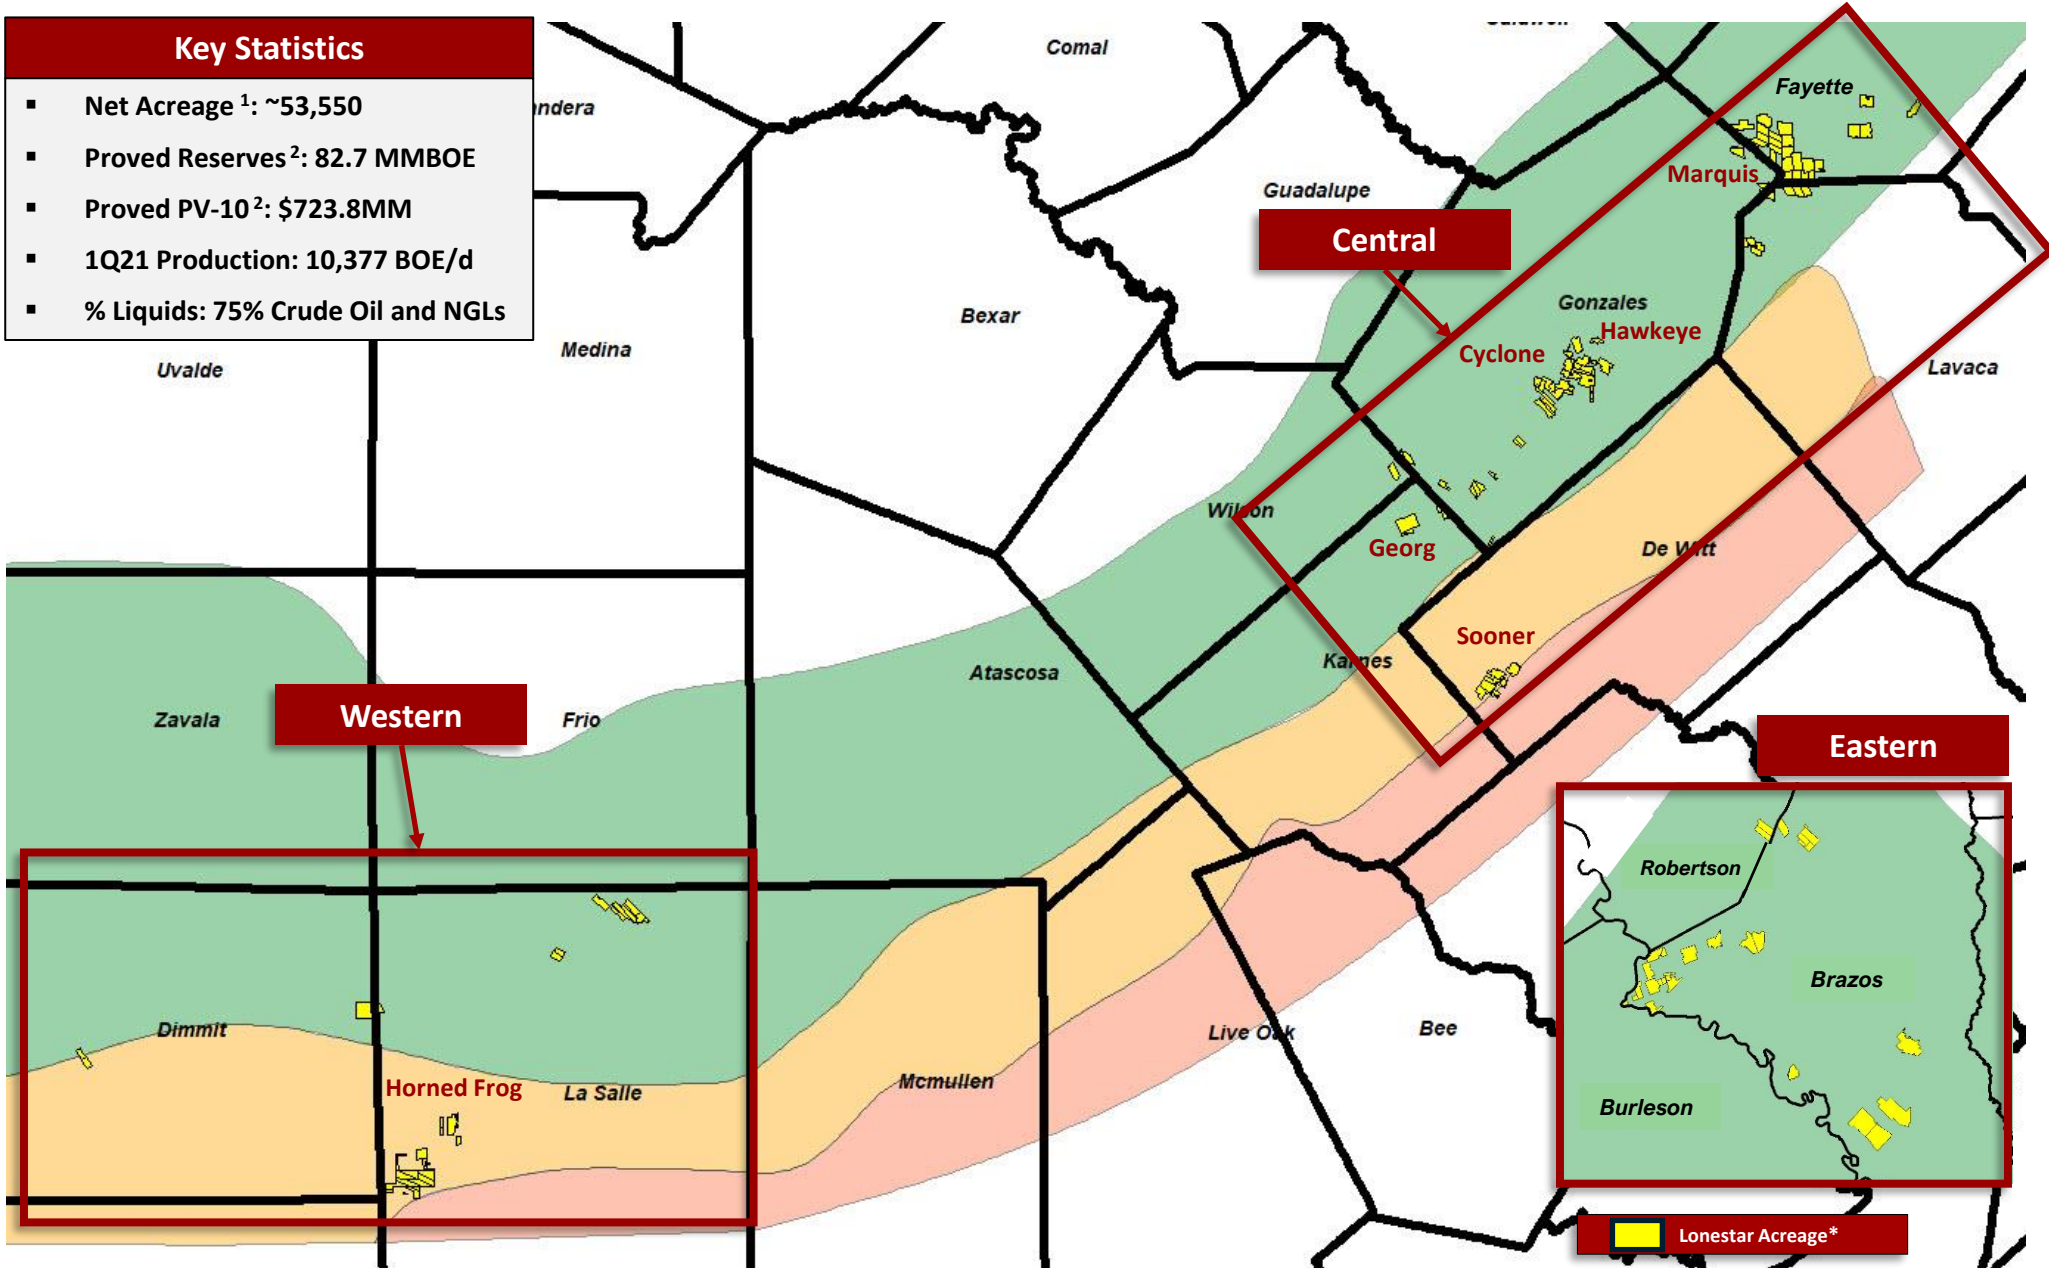 Key Statistics
▪ Net Acreage ¹: ~53,550
▪ Proved Reserves ²: 82.7 MMBOE
▪ Proved PV-10 ²: $723.8MM
▪ 1Q21 Production: 10,377 BOE/d
▪ % Liquids: 75% Crude Oil and NGLs
Comal
andera
Fayette
Marquis
Guadalupe
Central
Gonzales
Hawkeye
Cyclone
Bexar
Medina
Uvalde
Lavaca
Wilson
Georg
De Witt
Sooner
Karnes
Atascosa
Zavala
Western
Frio
Eastern
Robertson
Brazos
Burleson
Dimmit
Horned Frog
La Salle
Mcmullen
Live Oak
Bee
Lonestar Acreage*